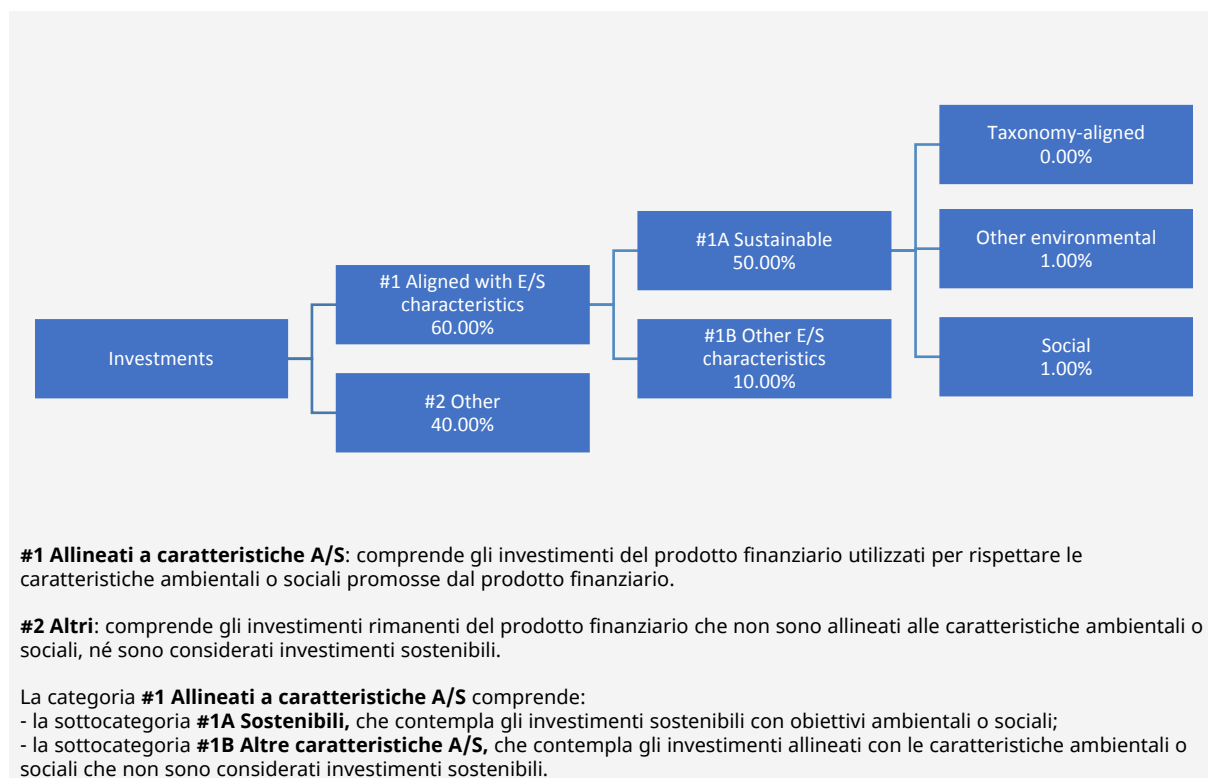 Investments
#1 Aligned with E/S
characteristics
60.00%
#2 Other
40.00%
#1A Sustainable
50.00%
#1B Other E/S
characteristics
10.00%
Taxonomy-aligned
0.00%
Other environmental
1.00%
Social
1.00%
#1 Allineati a caratteristiche A/S: comprende gli investimenti del prodotto finanziario utilizzati per rispettare le
caratteristiche ambientali o sociali promosse dal prodotto finanziario.
#2 Altri: comprende gli investimenti rimanenti del prodotto finanziario che non sono allineati alle caratteristiche ambientali o
sociali, né sono considerati investimenti sostenibili.
La categoria #1 Allineati a caratteristiche A/S comprende:
- la sottocategoria #1A Sostenibili, che contempla gli investimenti sostenibili con obiettivi ambientali o sociali;
- la sottocategoria #1B Altre caratteristiche A/S, che contempla gli investimenti allineati con le caratteristiche ambientali o
sociali che non sono considerati investimenti sostenibili.